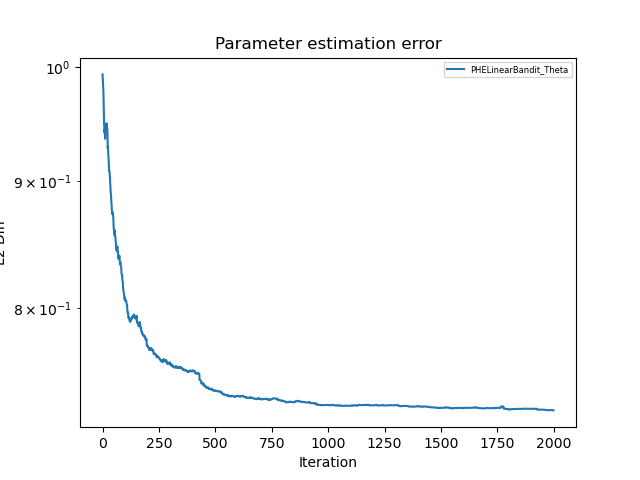 Parameter estimation error
PHELinearBandit_Theta
10⁰
9 × 10⁻¹
8 × 10⁻¹
0 250 500 750 1000 1250 1500 1750 2000
Iteration